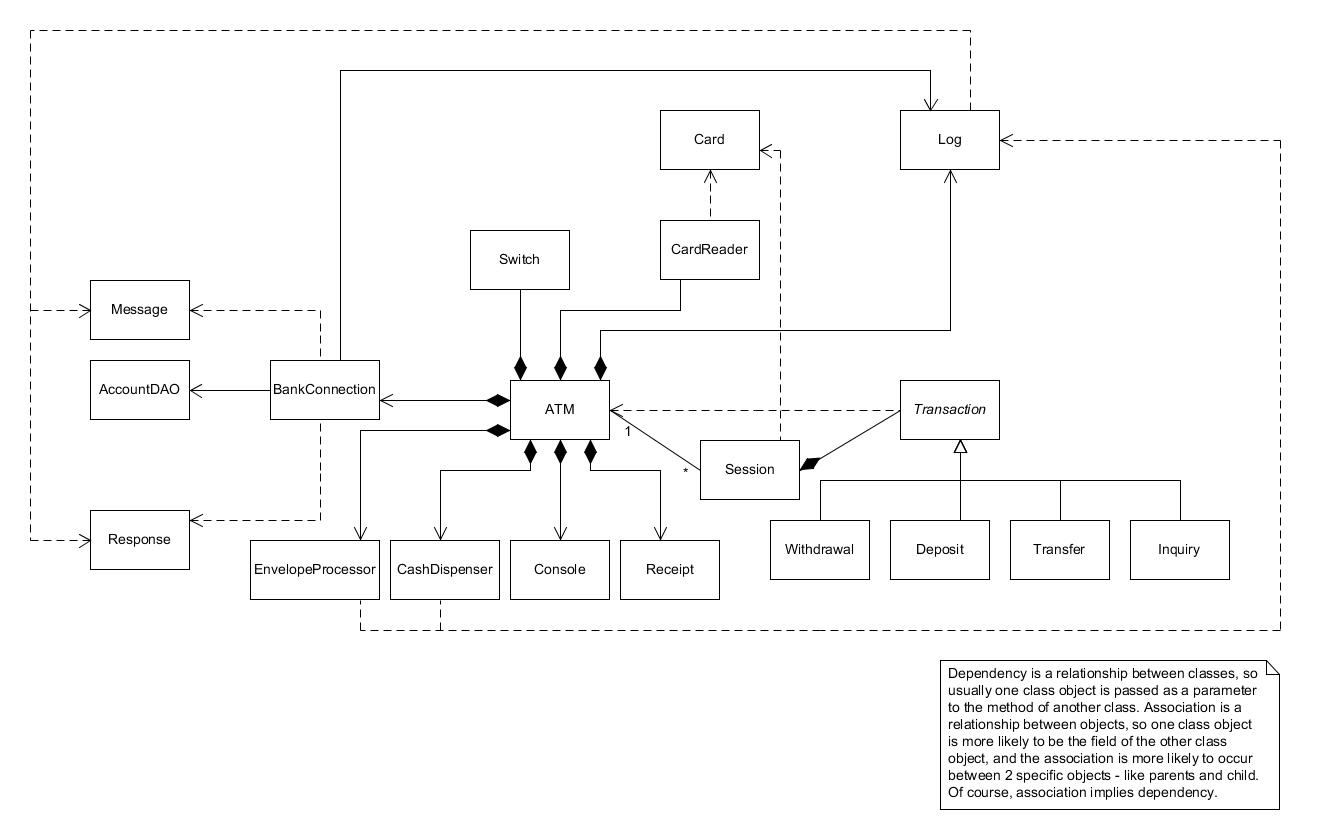 Card
Log
Switch
CardReader
Message
AccountDAO
BankConnection
ATM
Transaction
1
*
Session
Response
EnvelopeProcessor
CashDispenser
Console
Receipt
Withdrawal
Deposit
Transfer
Inquiry
Dependency is a relationship between classes, so
usually one class object is passed as a parameter
to the method of another class. Association is a
relationship between objects, so one class object
is more likely to be the field of the other class
object, and the association is more likely to occur
between 2 specific objects - like parents and child.
Of course, association implies dependency.